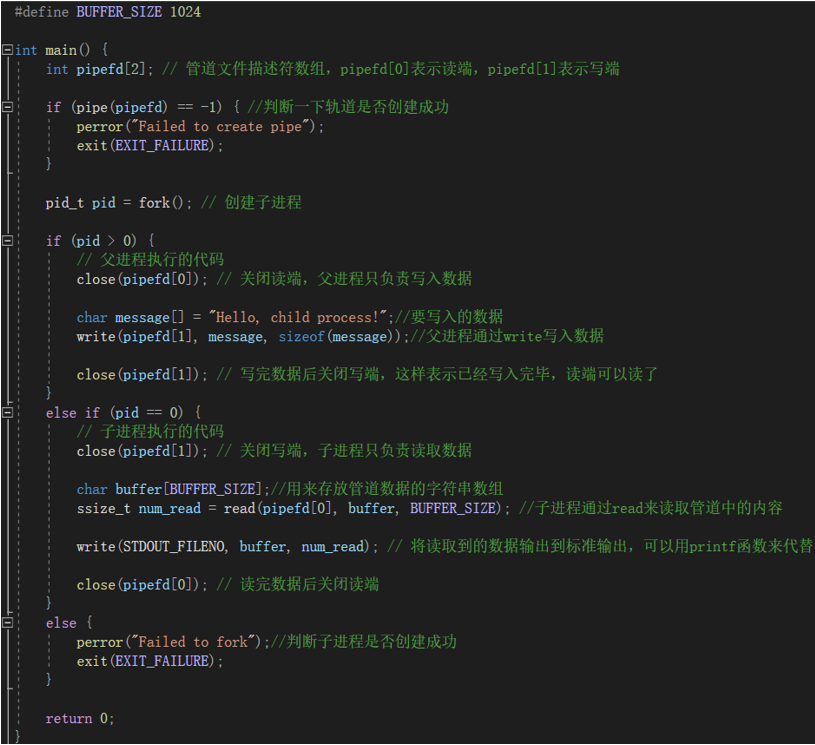 #define BUFFER_SIZE 1024
int main() {
int pipefd[2]; // 管道文件描述符数组，pipefd[0]表示读端，pipefd[1]表示写端
if (pipe(pipefd) == -1) { //判断一下轨道是否创建成功
perror("Failed to create pipe");
exit(EXIT_FAILURE);
}
pid_t pid = fork(); // 创建子进程
if (pid > 0) {
// 父进程执行的代码
close(pipefd[0]); // 关闭读端，父进程只负责写入数据
char message[] = "Hello, child process!";//要写入的数据
write(pipefd[1], message, sizeof(message));//父进程通过write写入数据
close(pipefd[1]); // 写完数据后关闭写端，这样表示已经写入完毕，读端可以读了
}
else if (pid == 0) {
// 子进程执行的代码
close(pipefd[1]); // 关闭写端，子进程只负责读取数据
char buffer[BUFFER_SIZE];//用来存放管道数据的字符串数组
ssize_t num_read = read(pipefd[0], buffer, BUFFER_SIZE); //子进程通过read来读取管道中的内容
write(STDOUT_FILENO, buffer, num_read); // 将读取到的数据输出到标准输出，可以用printf函数来代替
close(pipefd[0]); // 读完数据后关闭读端
}
else {
perror("Failed to fork");//判断子进程是否创建成功
exit(EXIT_FAILURE);
}
return 0;
}